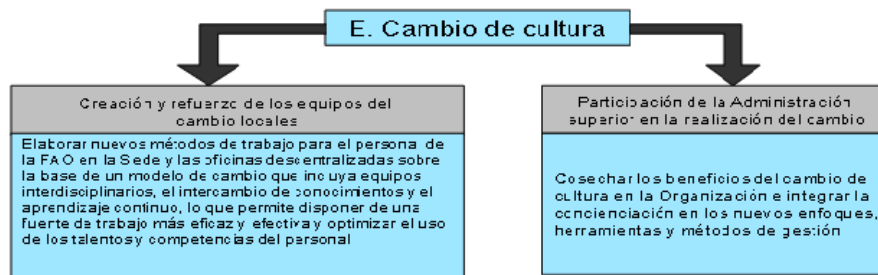 E. Cambio de cultura
Creación y refuerzo de los equipos del
cambio locales
Elaborar nuevos métodos de trabajo para el personal de
la FAO en la Sede y las oficinas descentralizadas sobre
la base de un modelo de cambio que incluya equipos
interdisciplinarios, el intercambio de conocimientos y el
aprendizaje continuo, lo que permite disponer de una
fuente de trabajo más eficaz y efectiva y optimizar el uso
de los talentos y competencias del personal
Participación de la Administración
superior en la realización del cambio
Cosechar los beneficios del cambio de
cultura en la Organización e integrar la
concienciación en los nuevos enfoques,
herramientas y métodos de gestión